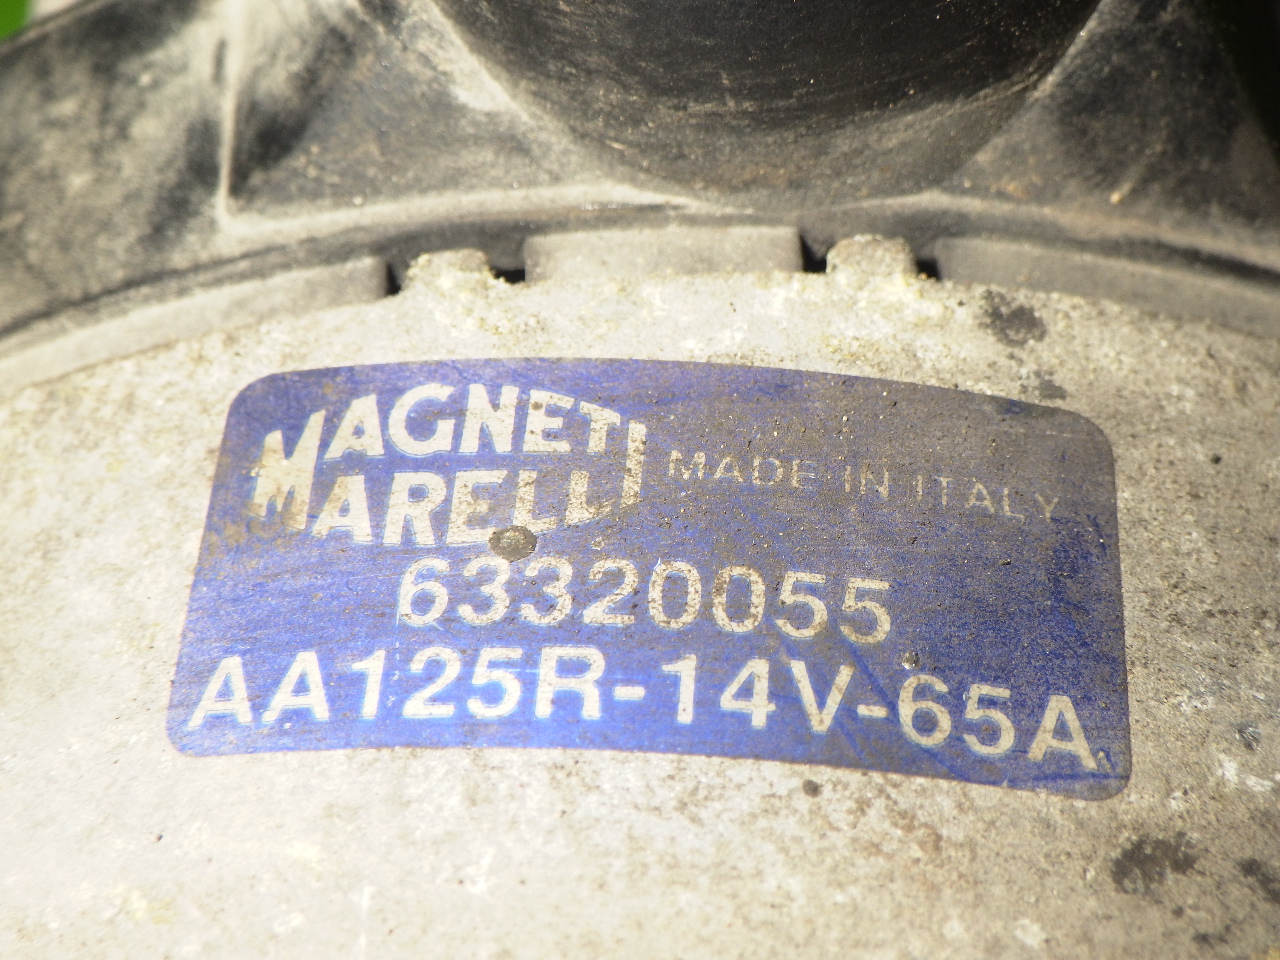 MAGNETI
MARELLI
MADE IN ITALY
63320055
AA125R-14V-65A